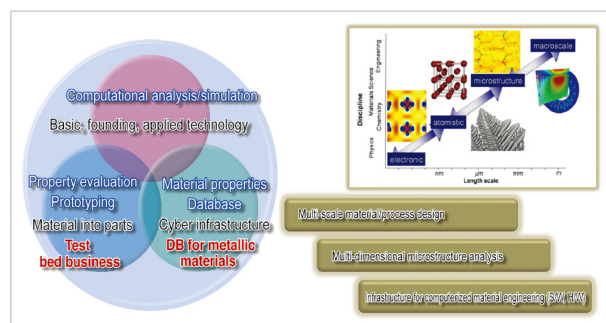 Computational analysis/simulation
Basic, founding, applied technology
Property evaluation
Prototyping
Material into parts
Test
bed business
Material properties
Database
Cyber infrastructure
DB for metallic
materials
Discipline
Physics
Chemistry
Materials Science
Engineering
electronic
atomistic
microstructure
macroscale
nm
μm
mm
m
Length scale
Multi-scale material/process design
Multi-dimensional microstructure analysis
Infrastructure for computerized material engineering (S/W, H/W)